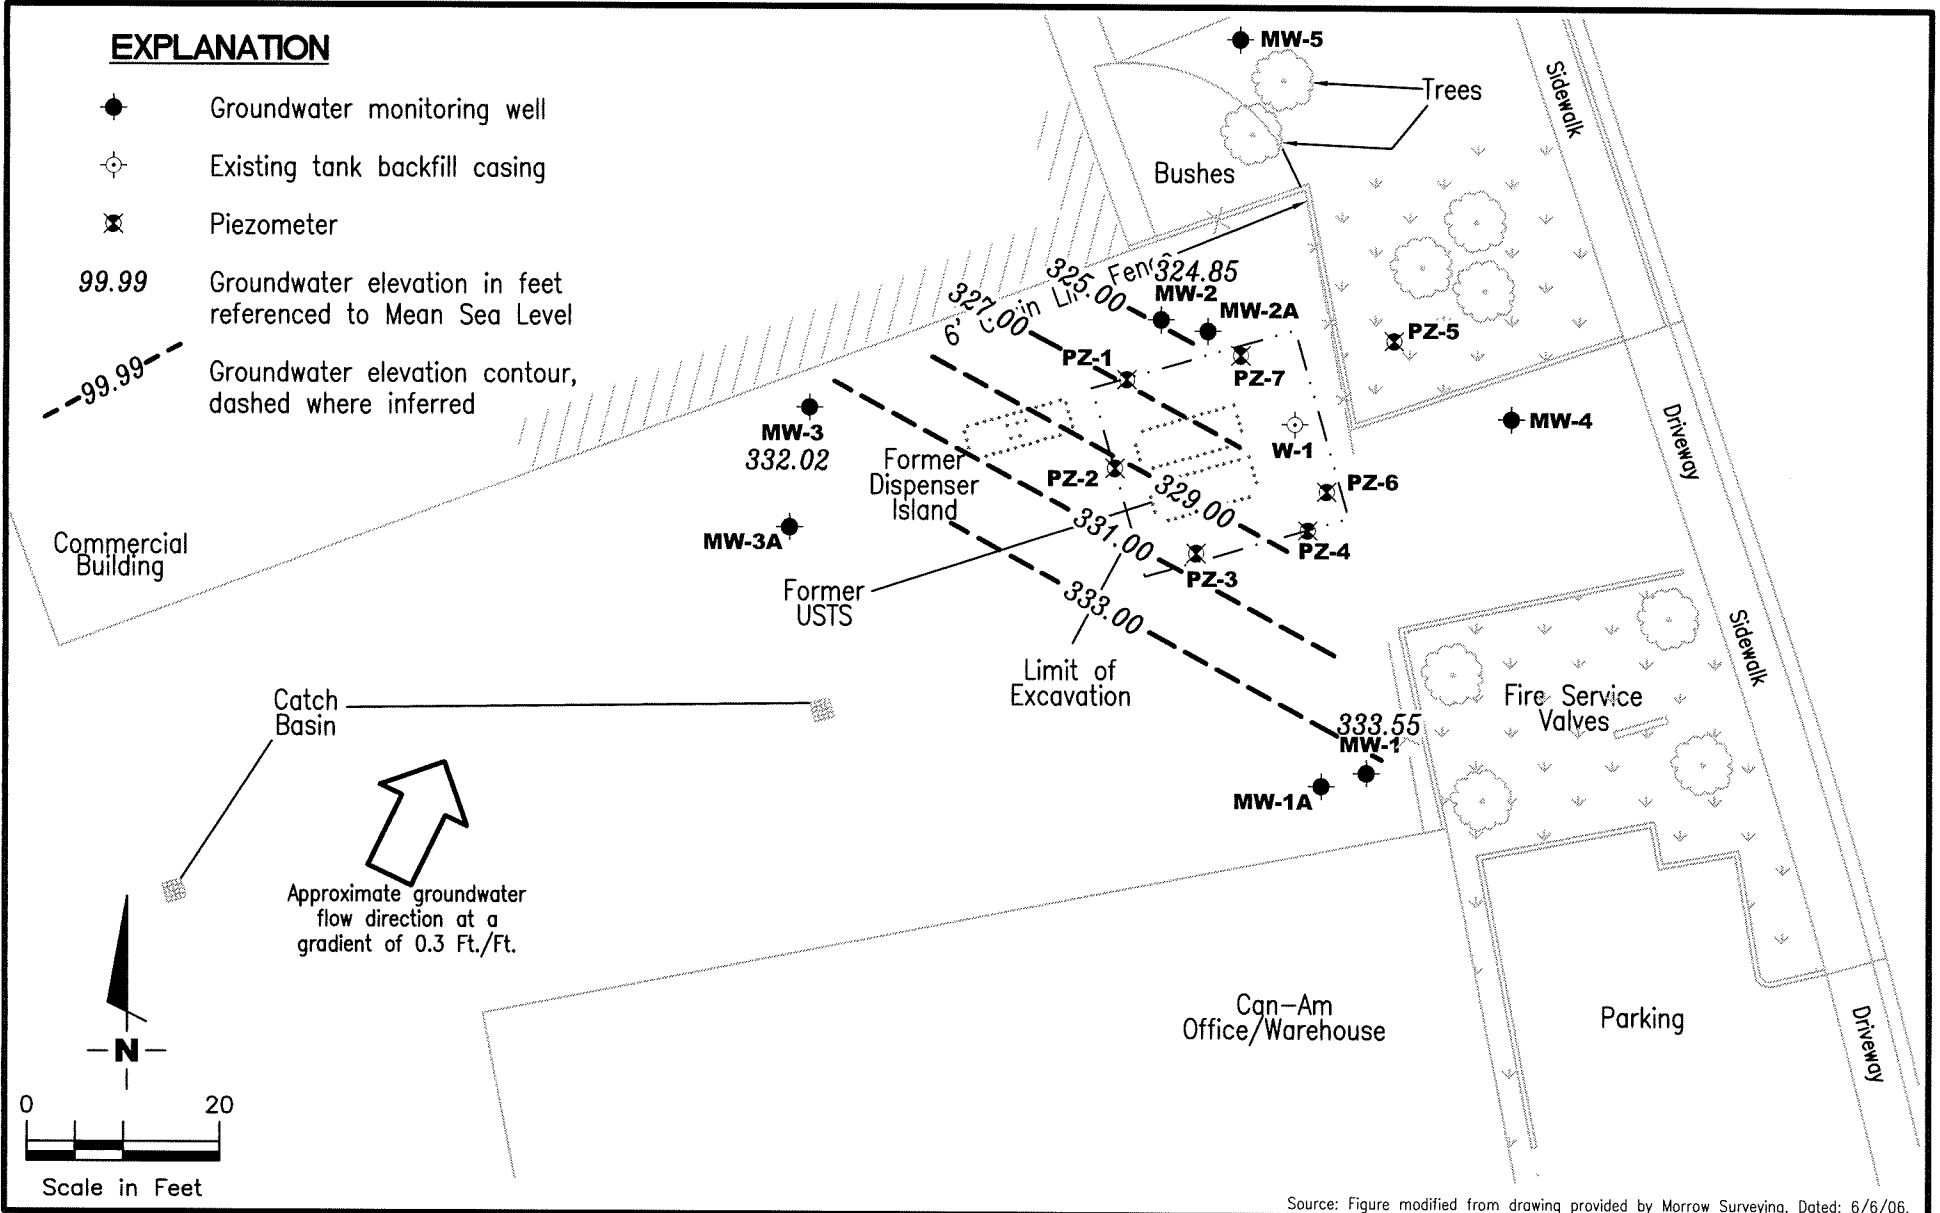 EXPLANATION
Groundwater monitoring well
Existing tank backfill casing
Piezometer
99.99
Groundwater elevation in feet
referenced to Mean Sea Level
99.99
Groundwater elevation contour,
dashed where inferred
MW-5
Trees
Sidewalk
Bushes
6' Chain Link Fence
325.00
324.85
327.00
MW-2
MW-2A
PZ-1
PZ-7
PZ-5
MW-3
332.02
W-1
MW-4
Driveway
Former
Dispenser
Island
PZ-2
329.00
PZ-6
331.00
PZ-4
PZ-3
MW-3A
Commercial
Building
Former
USTS
333.00
Limit of
Excavation
Sidewalk
Fire Service
Valves
Catch
Basin
333.55
MW-1
MW-1A
Approximate groundwater
flow direction at a
gradient of 0.3 Ft./Ft.
N
Can-Am
Office/Warehouse
Parking
Driveway
0 20
Scale in Feet
Source: Figure modified from drawing provided by Morrow Surveying, Dated: 6/6/06.